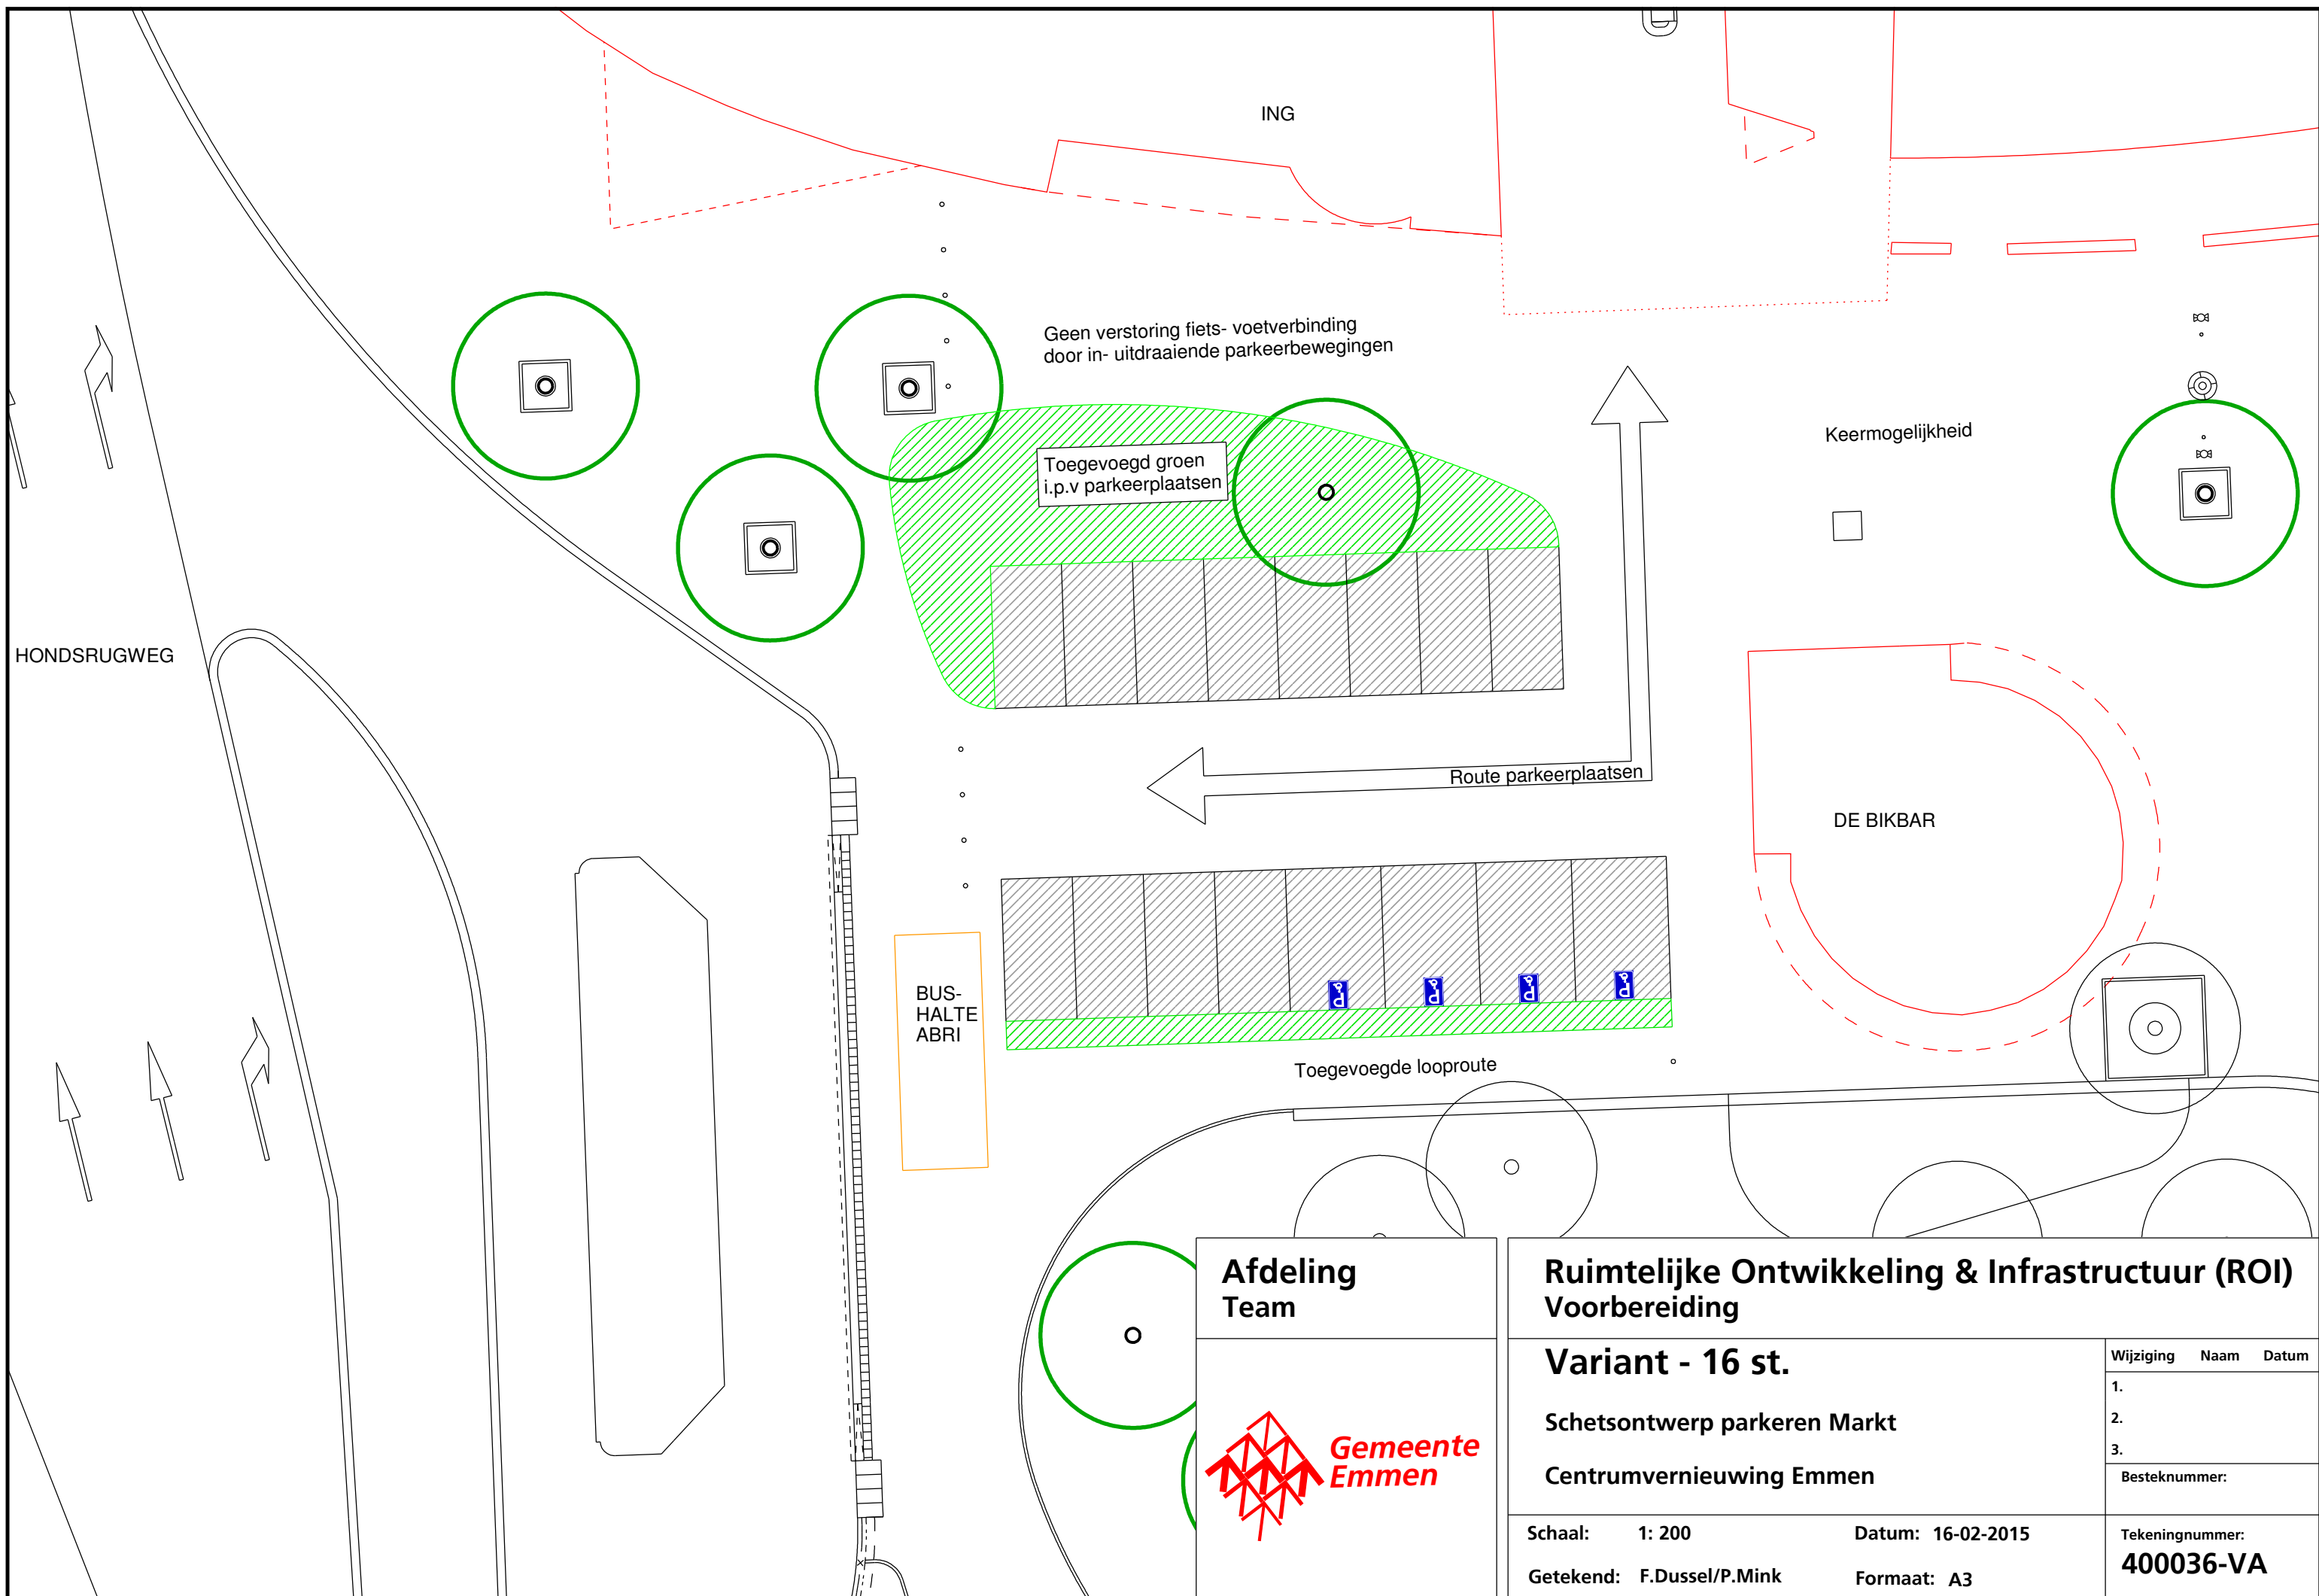 ING
Geen verstoring fiets- voetverbinding
door in- uitdraaiende parkeerbewegingen
Toegevoegd groen
i.p.v parkeerplaatsen
Keermogelijkheid
HONDSRUGWEG
Route parkeerplaatsen
DE BIKBAR
BUS-
HALTE
ABRI
Toegevoegde looproute
Afdeling
Team
Ruimtelijke Ontwikkeling & Infrastructuur (ROI)
Voorbereiding
Variant - 16 st.
Schetsontwerp parkeren Markt
Centrumvernieuwing Emmen
Wijziging Naam Datum
1.
2.
3.
Besteknummer:
Gemeente
Emmen
Schaal: 1: 200 Datum: 16-02-2015
Getekend: F.Dussel/P.Mink Formaat: A3
Tekeningnummer:
400036-VA